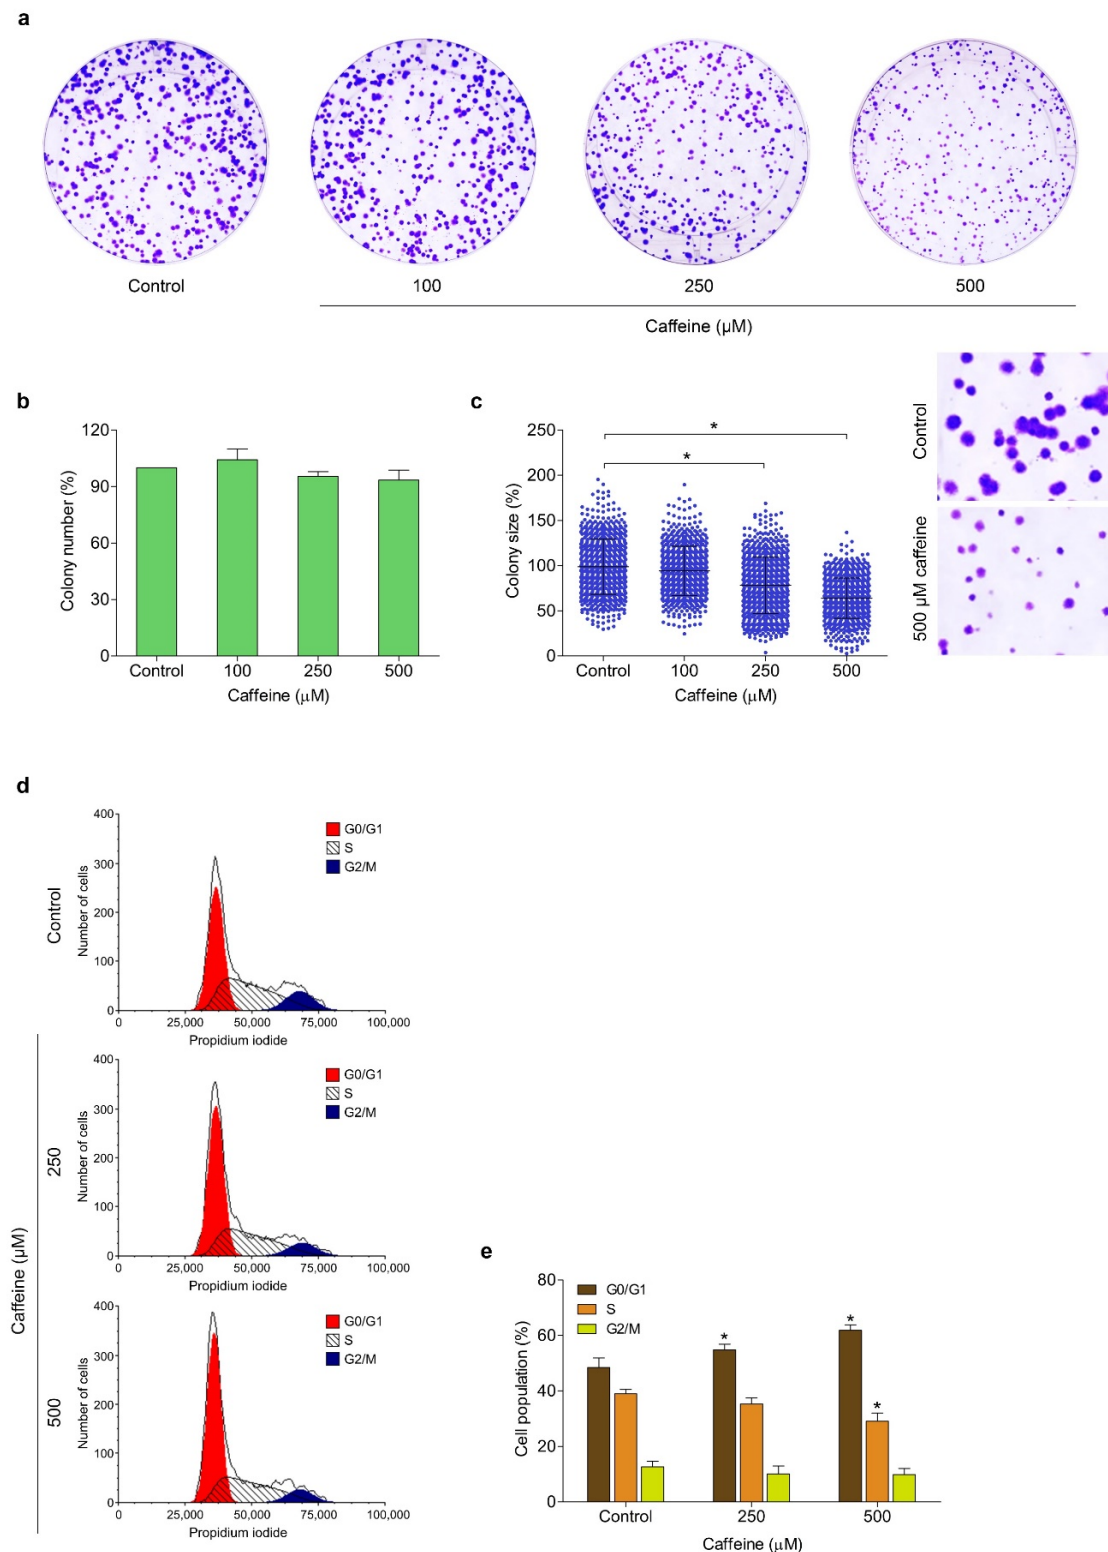 a
Control
100
250
500
Caffeine (µM)
b
Colony number (%)
120
90
60
30
0
Control
100
250
500
Caffeine (µM)
c
Colony size (%)
250
200
150
100
50
0
*
*
Control
100
250
500
Caffeine (µM)
Control
500 µM caffeine
d
Control
Number of cells
400
300
200
100
0
G0/G1
S
G2/M
0
25,000
50,000
75,000
100,000
Propidium iodide
Caffeine (µM)
250
Number of cells
400
300
200
100
0
G0/G1
S
G2/M
0
25,000
50,000
75,000
100,000
Propidium iodide
500
Number of cells
400
300
200
100
0
G0/G1
S
G2/M
0
25,000
50,000
75,000
100,000
Propidium iodide
e
Cell population (%)
80
60
40
20
0
G0/G1
S
G2/M
*
*
*
Control
250
500
Caffeine (µM)